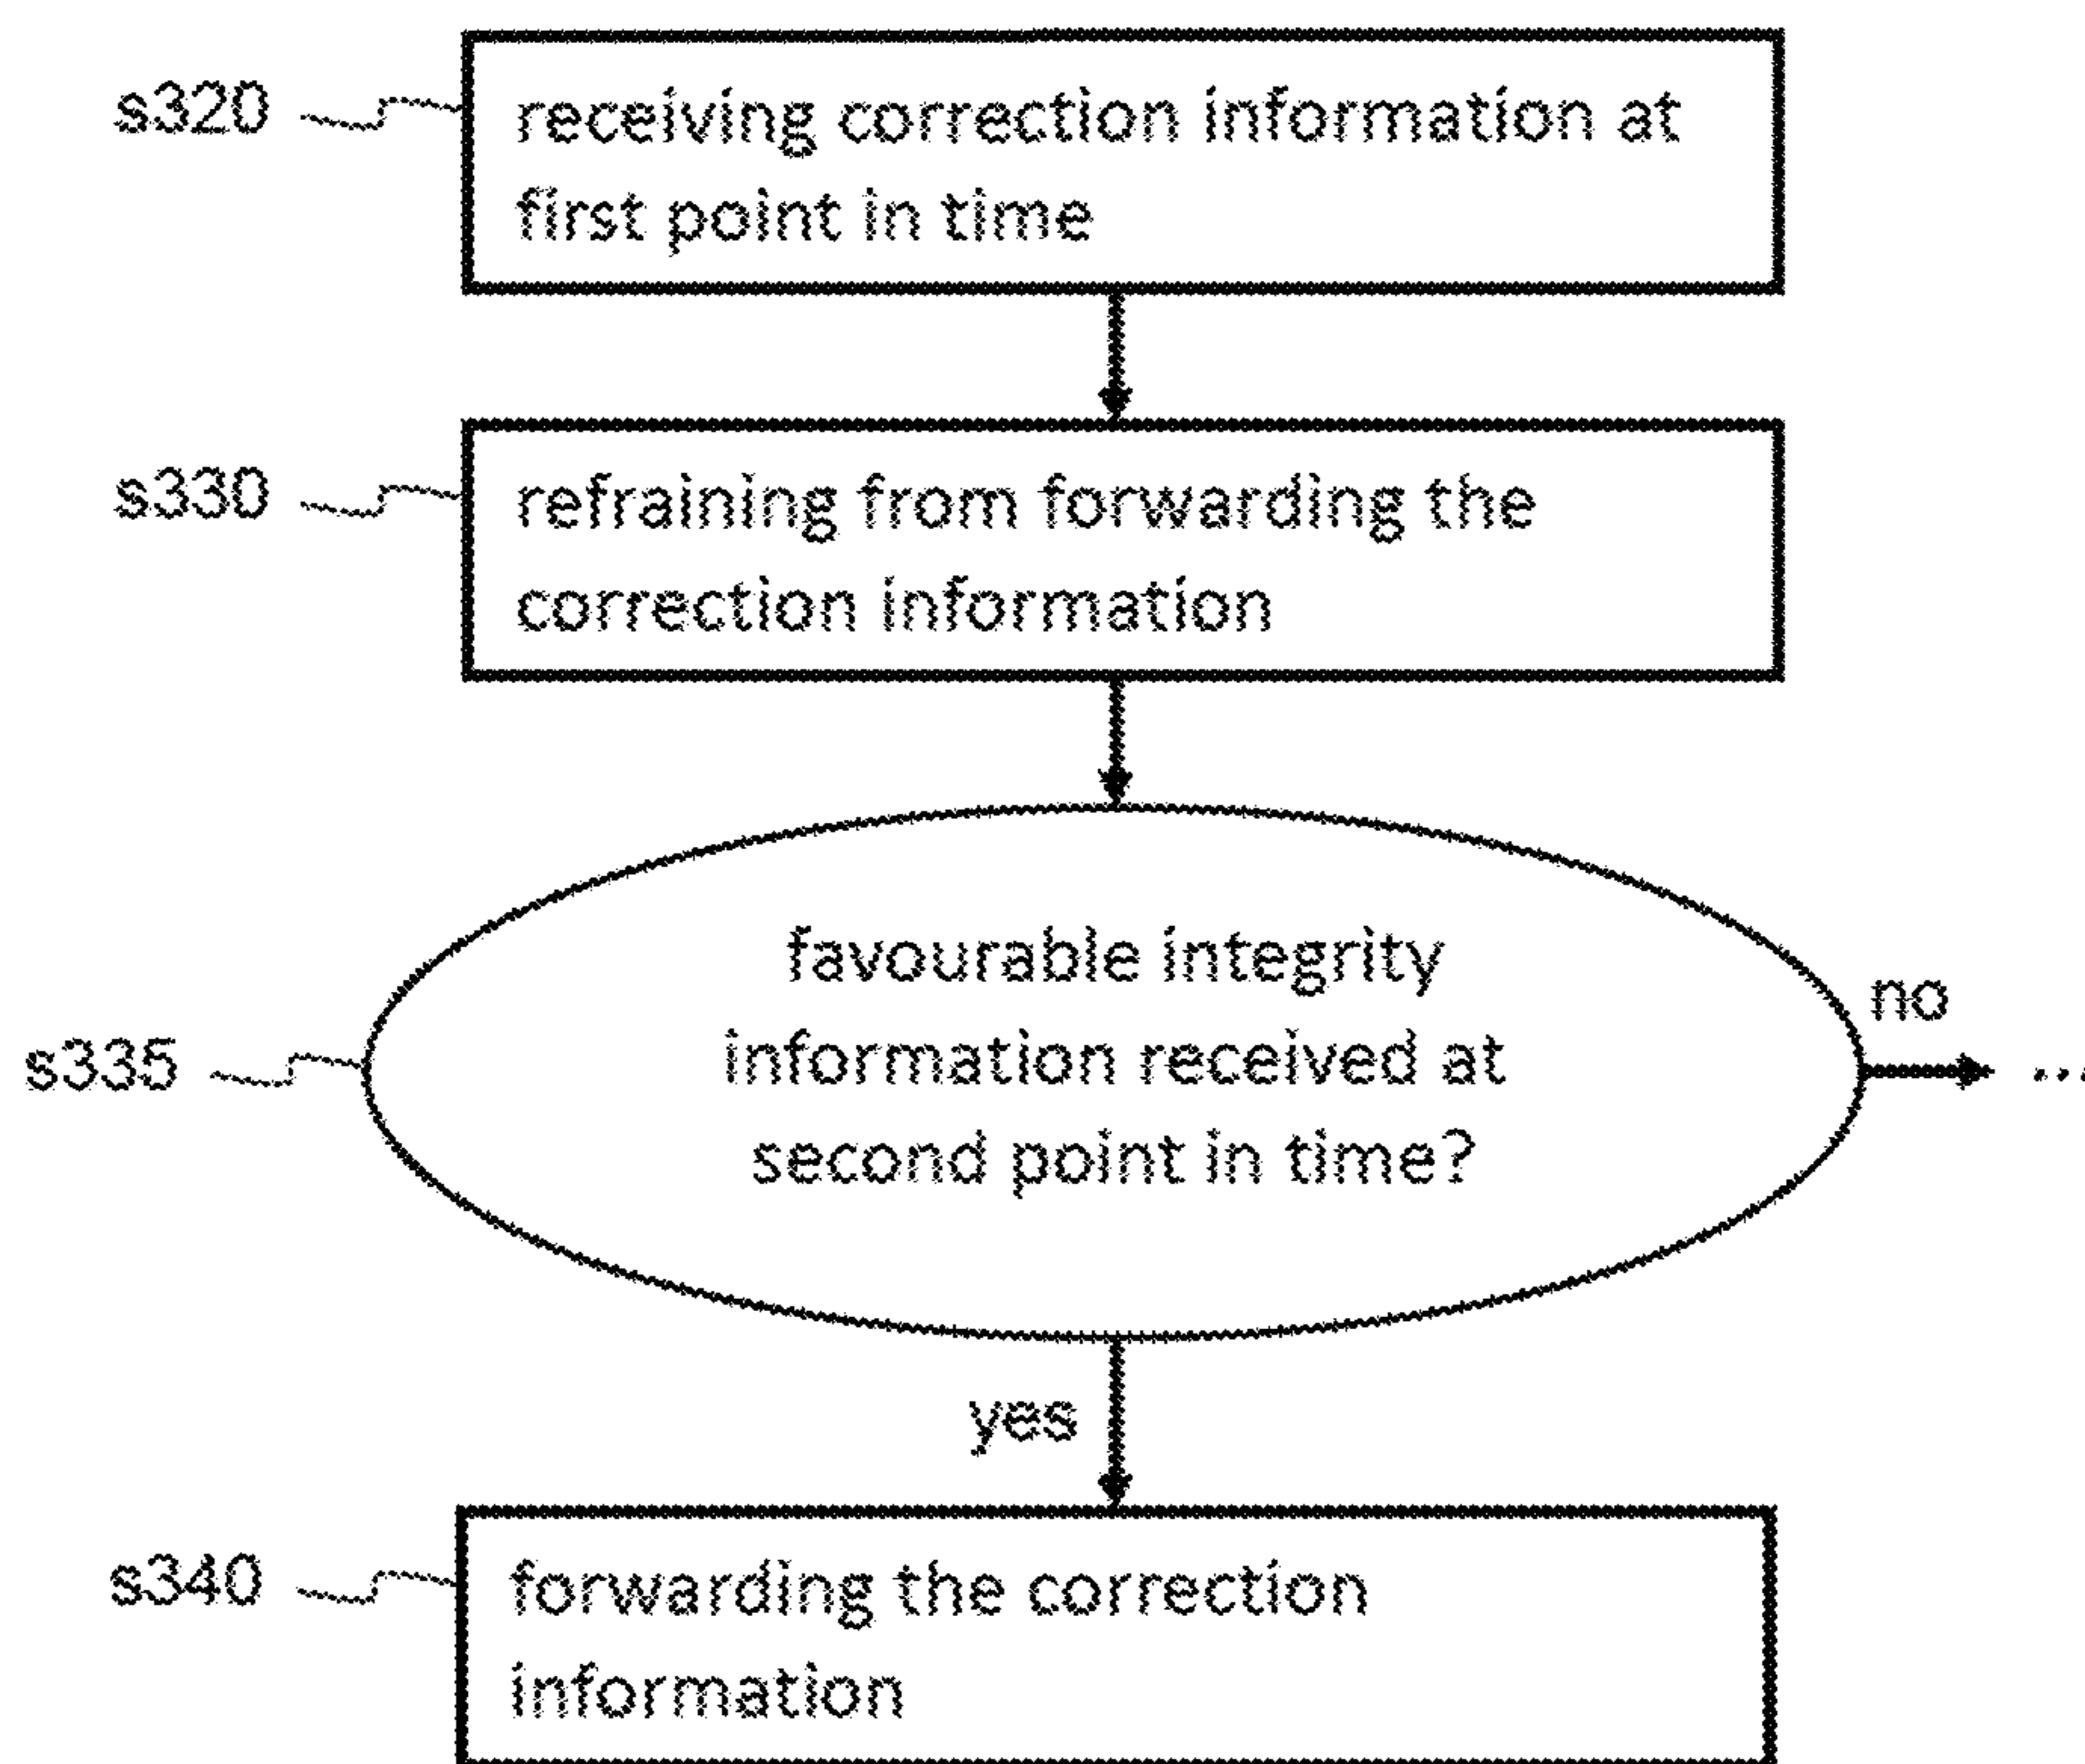 s320
receiving correction information at
first point in time
s330
refraining from forwarding the
correction information
favourable integrity
information received at
second point in time?
s335
no
...
yes
s340
forwarding the correction
information